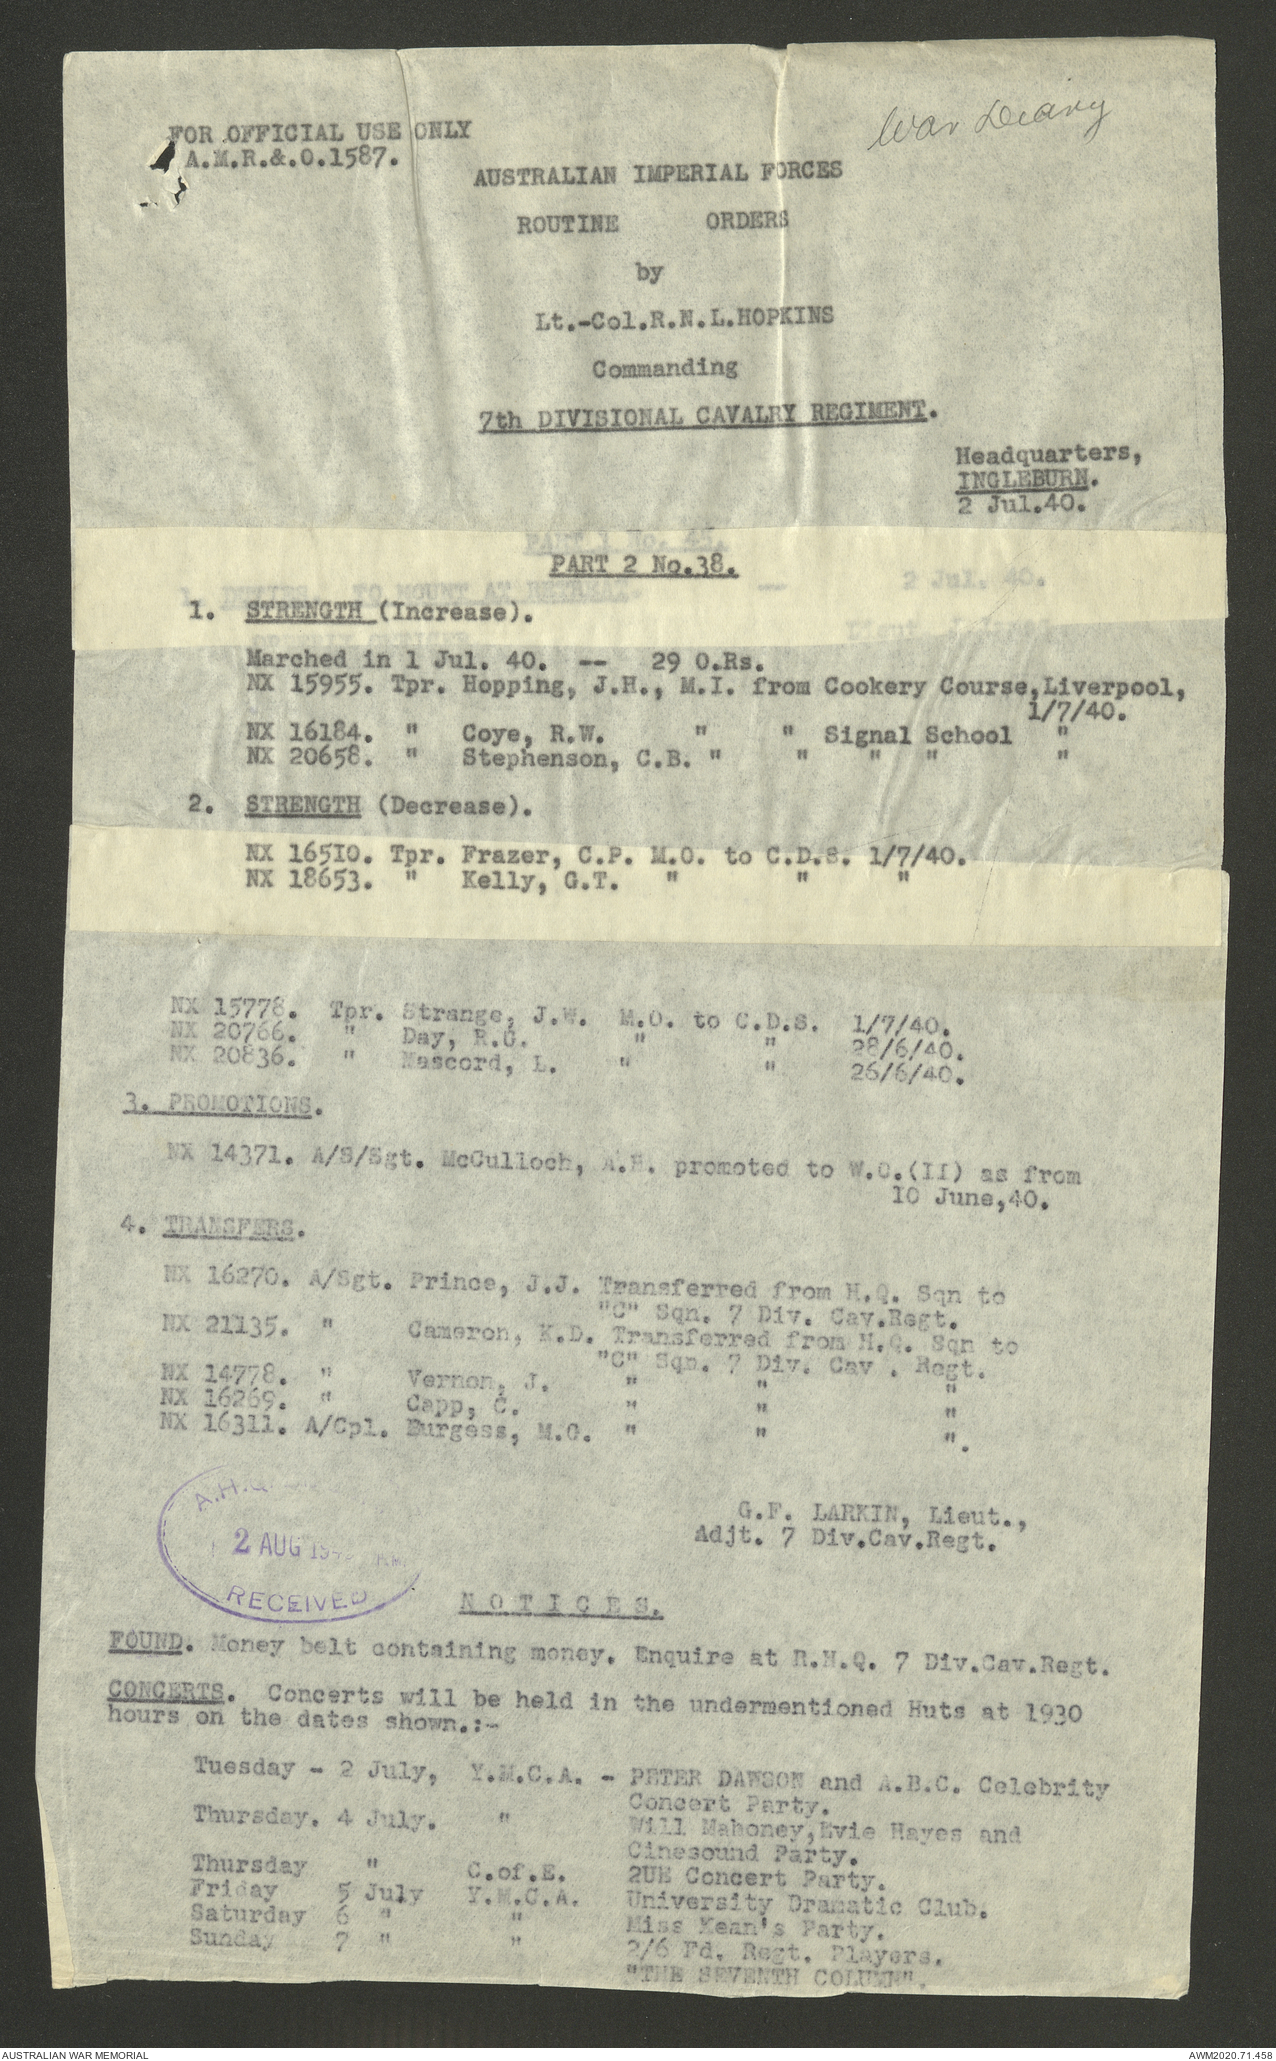 War Diary
FOR OFFICIAL USE ONLY
A.M.R.&.O.1587.
AUSTRALIAN IMPERIAL FORCES
ROUTINE ORDERS
by
Lt.-Col.R.N.L.HOPKINS
Commanding
7th DIVISIONAL CAVALRY REGIMENT.
Headquarters,
INGLEBURN.
2 Jul.40.
PART 1 No. 45.
PART 2 No.38.
2 Jul. 40.
1. STRENGTH (Increase).
Marched in 1 Jul. 40. -- 29 O.Rs.
NX 15955. Tpr. Hopping, J.H., M.I. from Cookery Course,Liverpool,
1/7/40.
NX 16184. " Coye, R.W. " " Signal School "
NX 20658. " Stephenson, C.B. " " " " "
2. STRENGTH (Decrease).
NX 16510. Tpr. Frazer, C.P. M.O. to C.D.S. 1/7/40.
NX 18653. " Kelly, G.T. " " "
NX 15778. Tpr. Strange, J.W. M.O. to C.D.S. 1/7/40.
NX 20766. " Day, R.G. " " 28/6/40.
NX 20836. " Mascord, L. " " 26/6/40.
3. PROMOTIONS.
NX 14371. A/S/Sgt. McCulloch, A.H. promoted to W.O.(II) as from
10 June,40.
4. TRANSFERS.
NX 16270. A/Sgt. Prince, J.J. Transferred from H.Q. Sqn to
"C" Sqn. 7 Div. Cav.Regt.
NX 21135. " Cameron, K.D. Transferred from H.Q. Sqn to
"C" Sqn. 7 Div. Cav . Regt.
NX 14778. " Vernon, J. " " "
NX 16269. " Capp, C. " " "
NX 16311. A/Cpl. Burgess, M.G. " " ".
G.F. LARKIN, Lieut.,
Adjt. 7 Div.Cav.Regt.
A.H.Q.
2 AUG 1940
RECEIVED
N O T I C E S.
FOUND. Money belt containing money. Enquire at R.H.Q. 7 Div.Cav.Regt.
CONCERTS. Concerts will be held in the undermentioned Huts at 1930
hours on the dates shown.:-
Tuesday - 2 July, Y.M.C.A. - PETER DAWSON and A.B.C. Celebrity
Concert Party.
Thursday. 4 July. " Will Mahoney,Evie Hayes and
Cinesound Party.
Thursday " C.of.E. 2UE Concert Party.
Friday 5 July Y.M.C.A. University Dramatic Club.
Saturday 6 " " Miss Kean's Party.
Sunday 7 " " 2/6 Fd. Regt. Players.
"THE SEVENTH COLUMN".
AUSTRALIAN WAR MEMORIAL
AWM2020.71.458